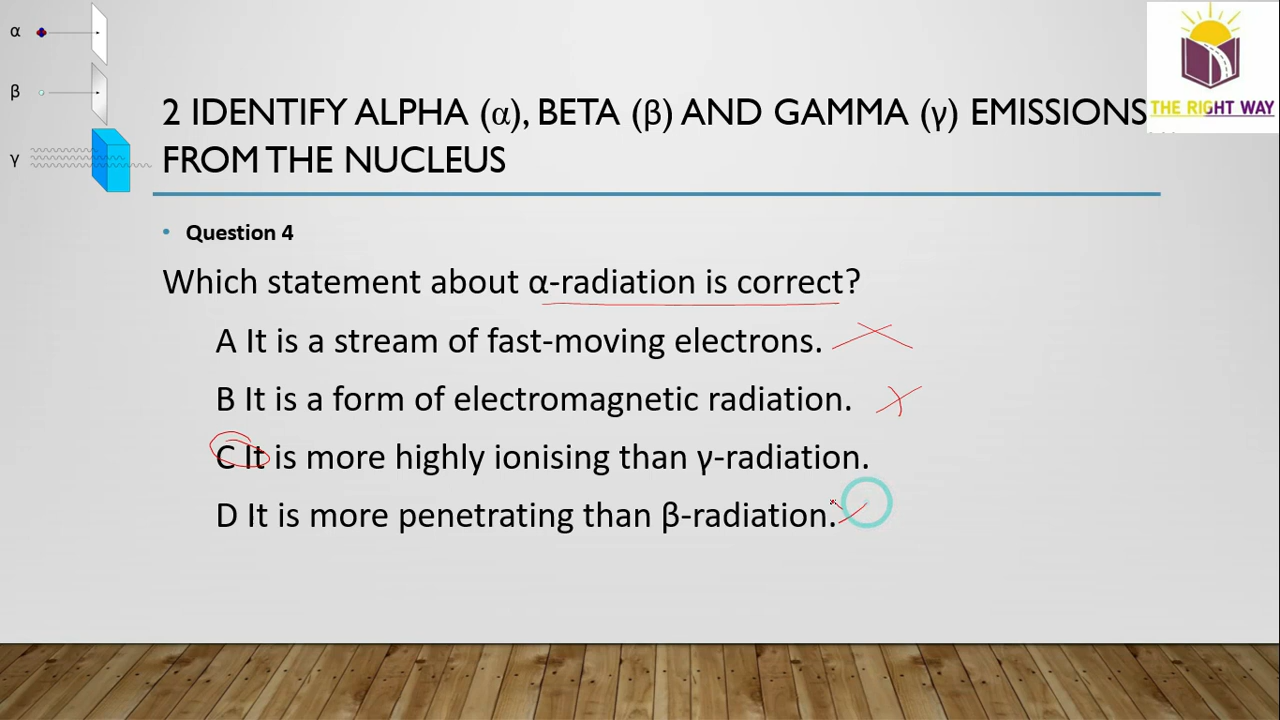 α
β
γ
THE RIGHT WAY
2 IDENTIFY ALPHA (α), BETA (β) AND GAMMA (γ) EMISSIONS
FROM THE NUCLEUS
• Question 4
Which statement about α-radiation is correct?
A It is a stream of fast-moving electrons.
B It is a form of electromagnetic radiation.
C It is more highly ionising than γ-radiation.
D It is more penetrating than β-radiation.